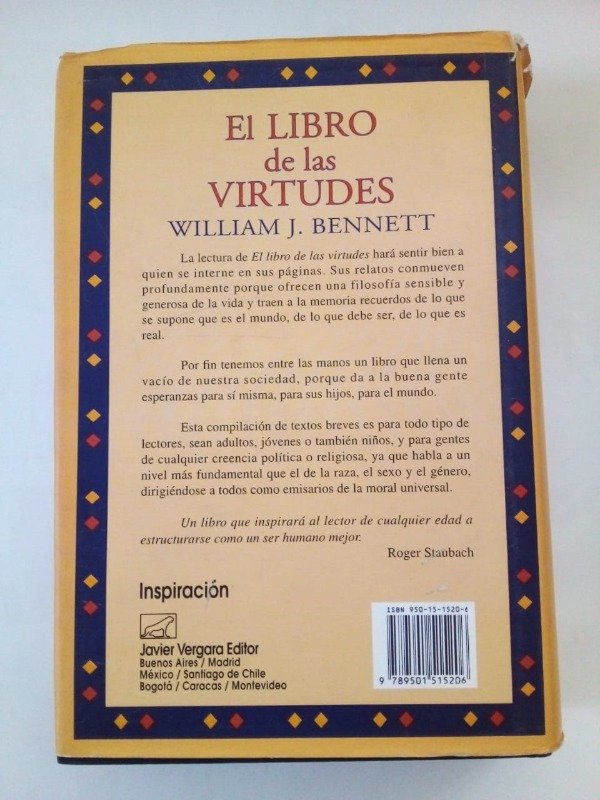 El LIBRO
de las
VIRTUDES
WILLIAM J. BENNETT
La lectura de El libro de las virtudes hará sentir bien a
quien se interne en sus páginas. Sus relatos conmueven
profundamente porque ofrecen una filosofía sensible y
generosa de la vida y traen a la memoria recuerdos de lo que
se supone que es el mundo, de lo que debe ser, de lo que es
real.
Por fin tenemos entre las manos un libro que llena un
vacío de nuestra sociedad, porque da a la buena gente
esperanzas para sí misma, para sus hijos, para el mundo.
Esta compilación de textos breves es para todo tipo de
lectores, sean adultos, jóvenes o también niños, y para gentes
de cualquier creencia política o religiosa, ya que habla a un
nivel más fundamental que el de la raza, el sexo y el género,
dirigiéndose a todos como emisarios de la moral universal.
Un libro que inspirará al lector de cualquier edad a
estructurarse como un ser humano mejor.
Roger Staubach
Inspiración
ISBN 950-15-1520-6
Javier Vergara Editor
Buenos Aires / Madrid
México / Santiago de Chile
Bogotá / Caracas / Montevideo
9 789501 515206